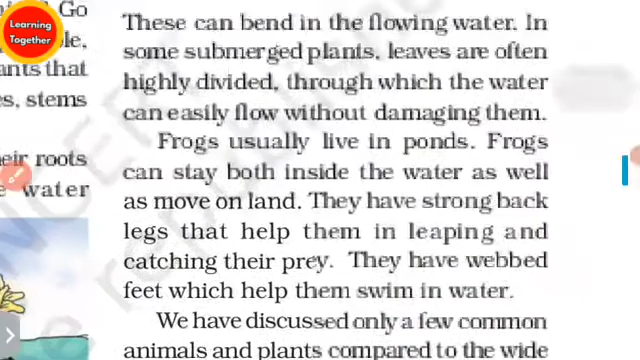 Learning
Together
Go
ants that
es, stems
eir roots
water
These can bend in the flowing water. In
some submerged plants, leaves are often
highly divided, through which the water
can easily flow without damaging them.
Frogs usually live in ponds. Frogs
can stay both inside the water as well
as move on land. They have strong back
legs that help them in leaping and
catching their prey. They have webbed
feet which help them swim in water.
We have discussed only a few common
animals and plants compared to the wide